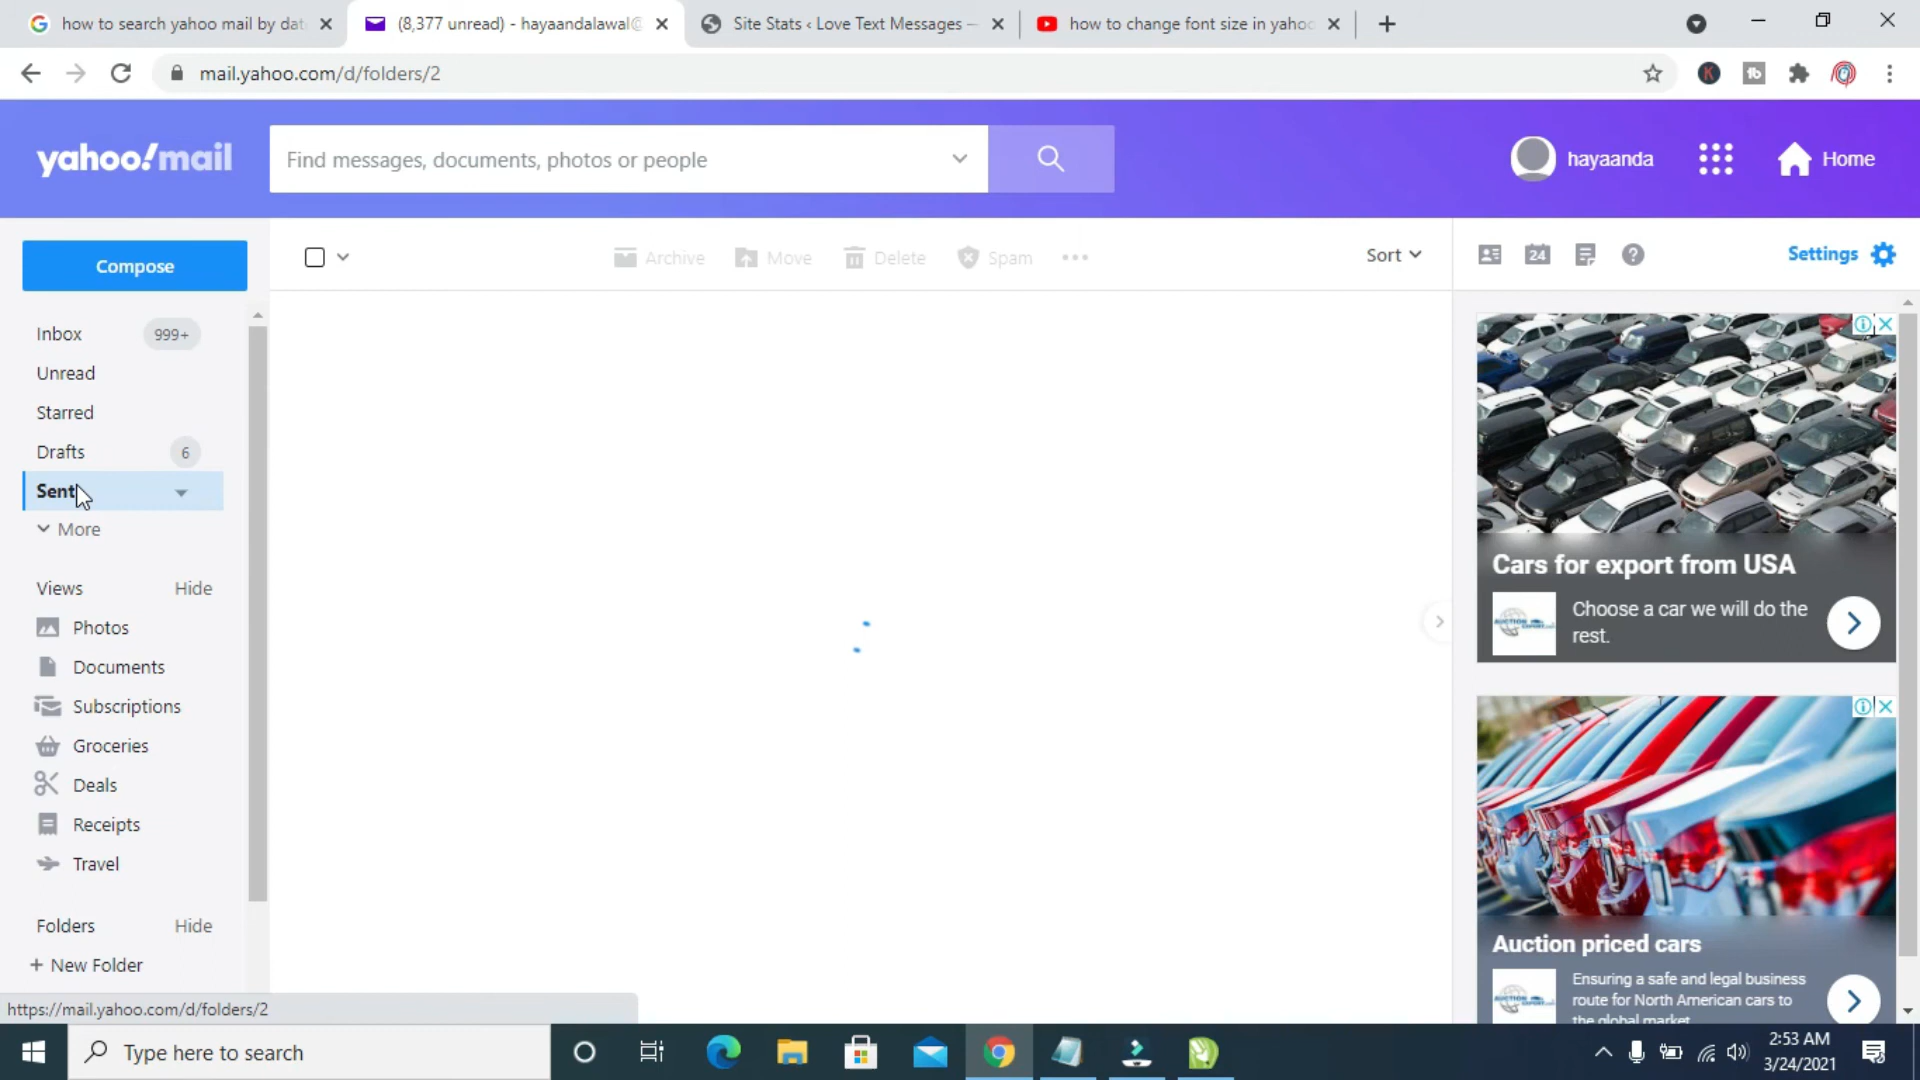 how to search yahoo mail by dat
(8,377 unread) - hayaandalawal@
Site Stats ‹ Love Text Messages —
how to change font size in yahoo
mail.yahoo.com/d/folders/2
K
tb
yahoo!mail
Find messages, documents, photos or people
hayaanda
Home
Compose
Archive
Move
Delete
Spam
Sort
24
Settings
Inbox 999+
Unread
Starred
Drafts 6
Sent
More
Views Hide
Photos
Documents
Subscriptions
Groceries
Deals
Receipts
Travel
Folders Hide
+ New Folder
https://mail.yahoo.com/d/folders/2
Cars for export from USA
Choose a car we will do the
rest.
Auction priced cars
Ensuring a safe and legal business
route for North American cars to
the global market
Type here to search
2:53 AM
3/24/2021